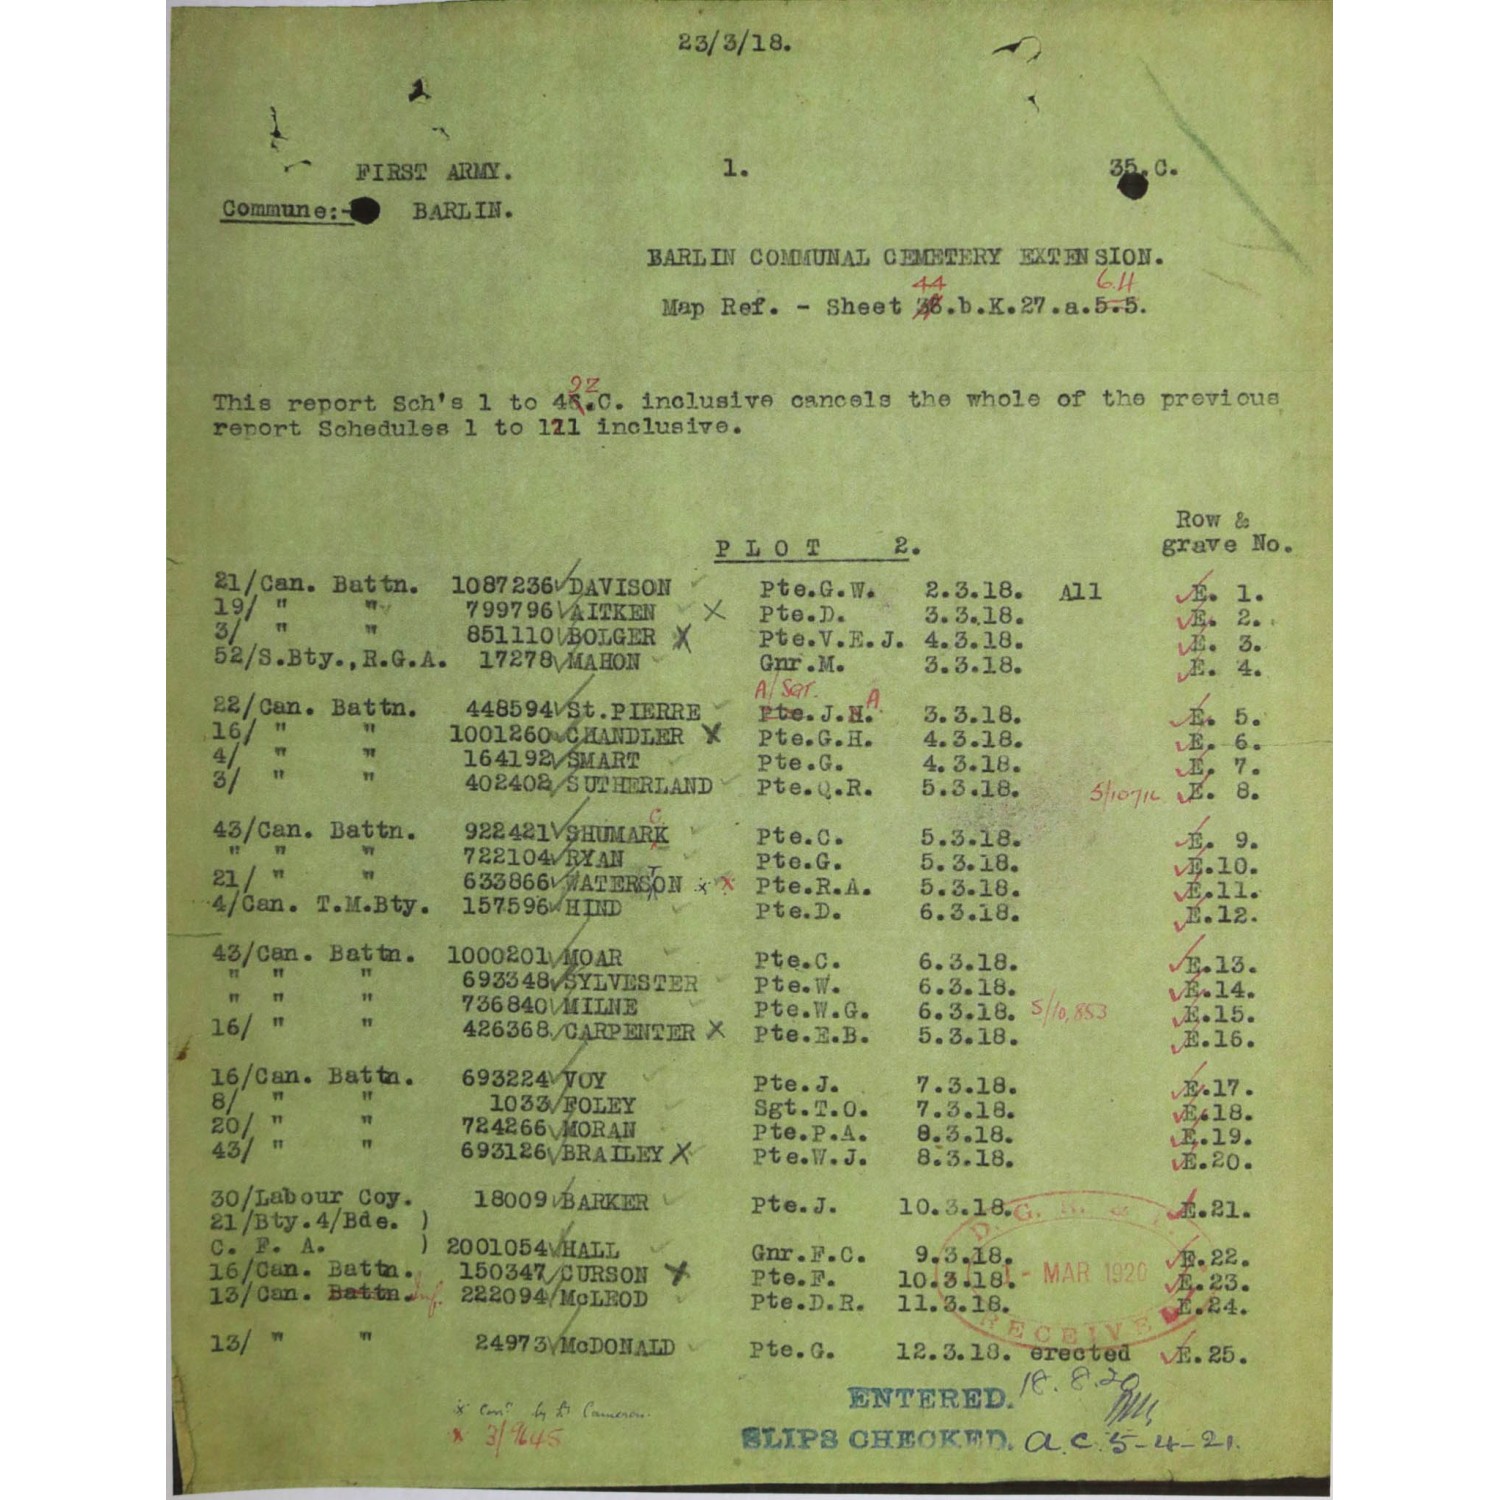 23/3/18.
FIRST ARMY. 1. 35.C.
Commune:- BARLIN.
BARLIN COMMUNAL CEMETERY EXTENSION.
44 6.4
Map Ref. - Sheet 36.b.K.27.a.5.5.
92
This report Sch's 1 to 45.C. inclusive cancels the whole of the previous
report Schedules 1 to 121 inclusive.
Row &
PLOT 2. grave No.
21/Can. Battn. 1087236 DAVISON Pte.G.W. 2.3.18. All E. 1.
19/ " " 799796 AITKEN X Pte.D. 3.3.18. E. 2.
3/ " " 851110 BOLGER X Pte.V.E.J. 4.3.18. E. 3.
52/S.Bty.,R.G.A. 17278 MAHON Gnr.M. 3.3.18. E. 4.
A/Sgt. A.
22/Can. Battn. 448594 St.PIERRE Pte.J.H. 3.3.18. E. 5.
16/ " " 1001260 CHANDLER X Pte.G.H. 4.3.18. E. 6.
4/ " " 164192 SMART Pte.G. 4.3.18. E. 7.
3/ " " 402402 SUTHERLAND Pte.Q.R. 5.3.18. E. 8.
C
43/Can. Battn. 922421 SHUMARK Pte.C. 5.3.18. E. 9.
" " " 722104 RYAN Pte.G. 5.3.18. E.10.
21/ " " 633866 WATERSON x x Pte.R.A. 5.3.18. E.11.
4/Can. T.M.Bty. 157596 HIND Pte.D. 6.3.18. E.12.
43/Can. Battn. 1000201 MOAR Pte.C. 6.3.18. E.13.
" " " 693348 SYLVESTER Pte.W. 6.3.18. E.14.
" " " 736840 MILNE Pte.W.G. 6.3.18. 5/10,853 E.15.
16/ " " 426368 CARPENTER X Pte.E.B. 5.3.18. E.16.
16/Can. Battn. 693224 VOY Pte.J. 7.3.18. E.17.
8/ " " 1033 FOLEY Sgt.T.O. 7.3.18. E.18.
20/ " " 724266 MORAN Pte.P.A. 8.3.18. E.19.
43/ " " 693126 BRAILEY X Pte.W.J. 8.3.18. E.20.
30/Labour Coy. 18009 BARKER Pte.J. 10.3.18. E.21.
21/Bty.4/Bde. )
C. F. A. ) 2001054 HALL Gnr.F.C. 9.3.18. E.22.
16/Can. Battn. 150347 CURSON X Pte.F. 10.3.18. E.23.
13/Can. Battn. Inf. 222094 McLEOD Pte.D.R. 11.3.18. E.24.
13/ " " 24973 McDONALD Pte.G. 12.3.18. erected E.25.
- MAR 1920
RECEIVED
ENTERED. 18.8.20
x by Lt Cameron.
x 3/9645
SLIPS CHECKED. a.c. 5-4-21.